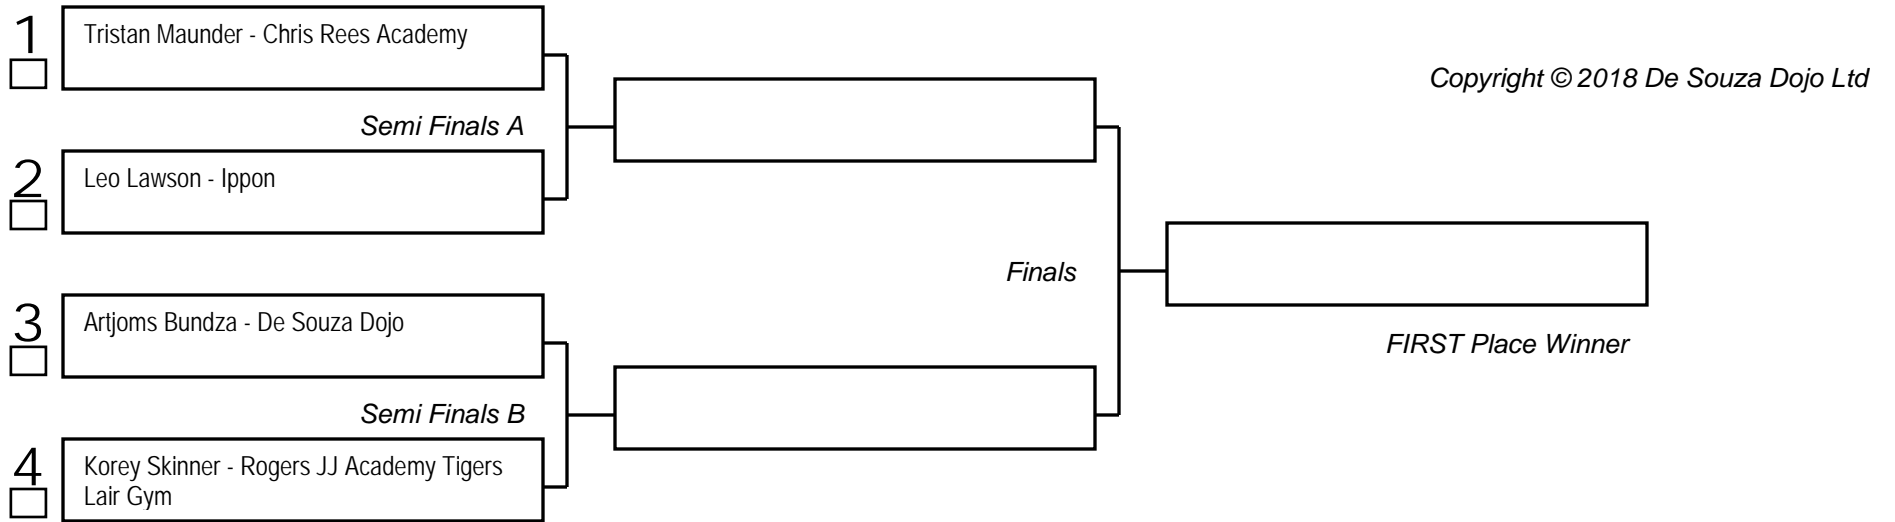 1
Tristan Maunder - Chris Rees Academy
Copyright © 2018 De Souza Dojo Ltd
Semi Finals A
2
Leo Lawson - Ippon
Finals
3
Artjoms Bundza - De Souza Dojo
FIRST Place Winner
Semi Finals B
4
Korey Skinner - Rogers JJ Academy Tigers
Lair Gym